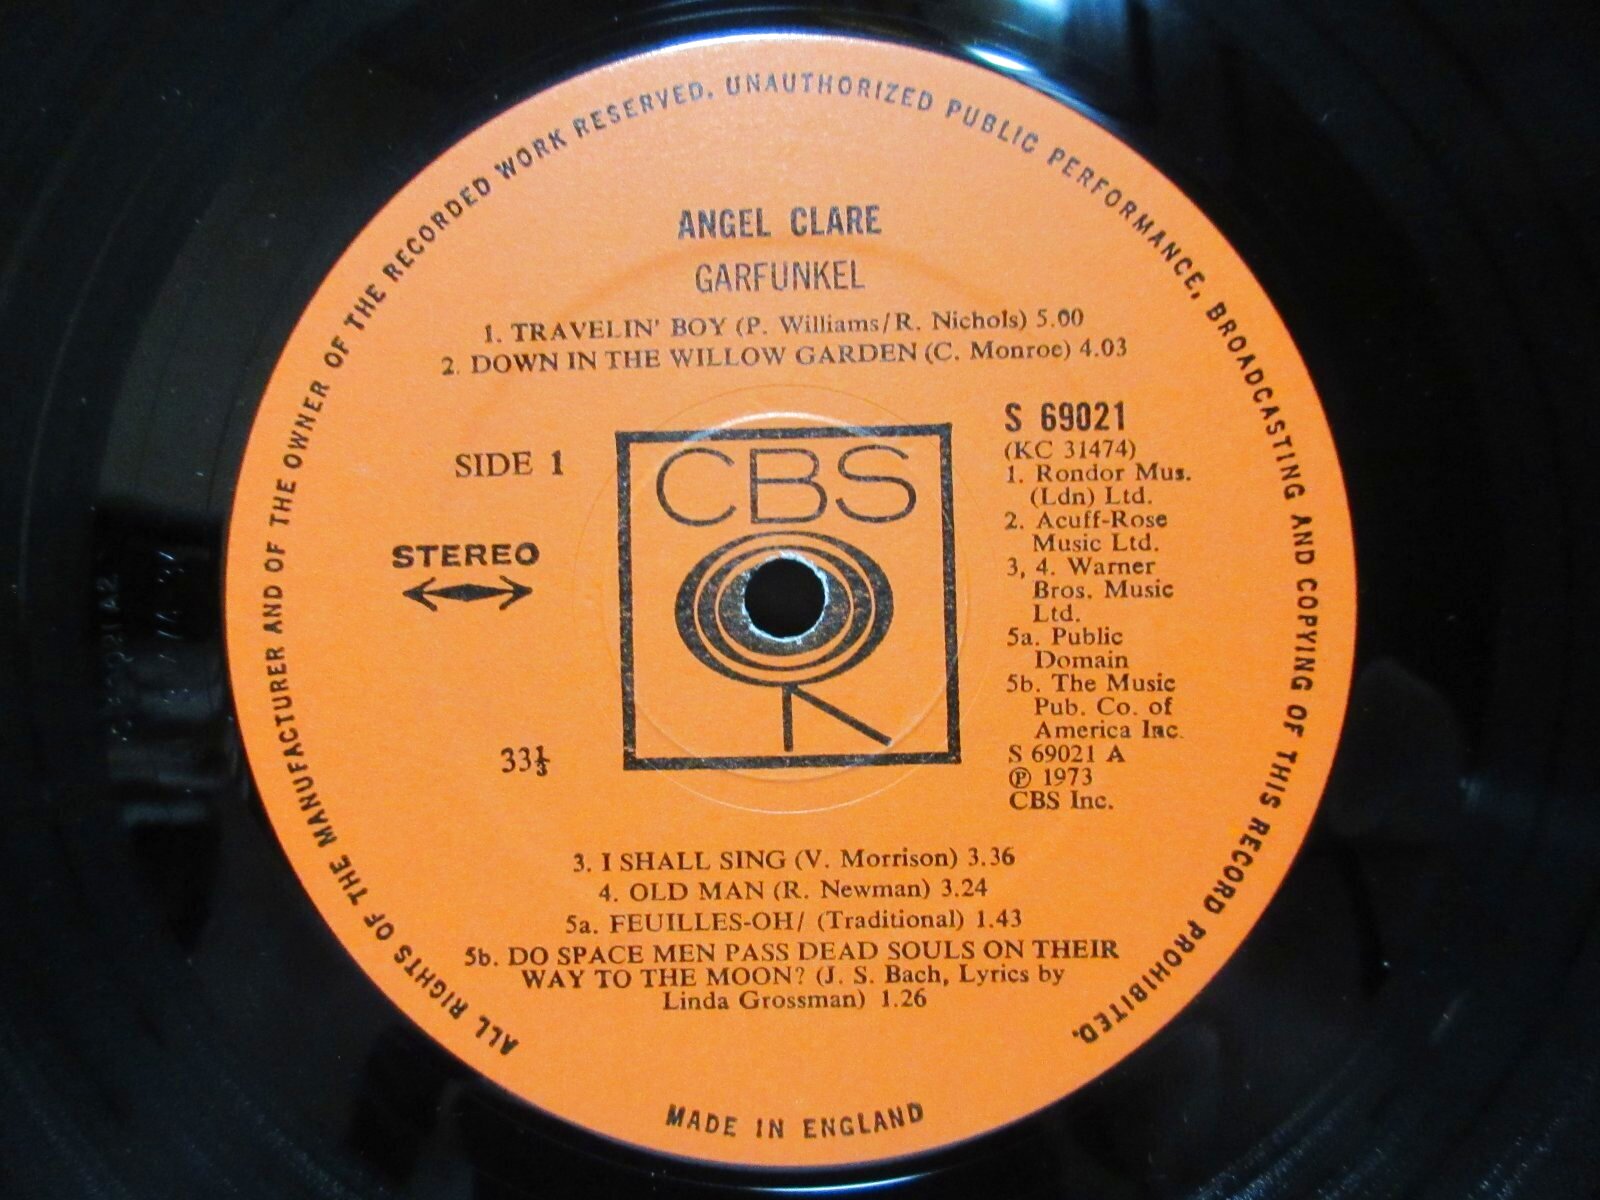 ALL RIGHTS OF THE MANUFACTURER AND OF THE OWNER OF THE RECORDED WORK RESERVED. UNAUTHORIZED PUBLIC PERFORMANCE, BROADCASTING AND COPYING OF THIS RECORD PROHIBITED.
ANGEL CLARE
GARFUNKEL
1. TRAVELIN' BOY (P. Williams/R. Nichols) 5.00
2. DOWN IN THE WILLOW GARDEN (C. Monroe) 4.03
SIDE 1
STEREO
33⅓
CBS
S 69021
(KC 31474)
1. Rondor Mus.
(Ldn) Ltd.
2. Acuff-Rose
Music Ltd.
3, 4. Warner
Bros. Music
Ltd.
5a. Public
Domain
5b. The Music
Pub. Co. of
America Inc.
S 69021 A
℗ 1973
CBS Inc.
3. I SHALL SING (V. Morrison) 3.36
4. OLD MAN (R. Newman) 3.24
5a. FEUILLES-OH/ (Traditional) 1.43
5b. DO SPACE MEN PASS DEAD SOULS ON THEIR
WAY TO THE MOON? (J. S. Bach, Lyrics by
Linda Grossman) 1.26
MADE IN ENGLAND